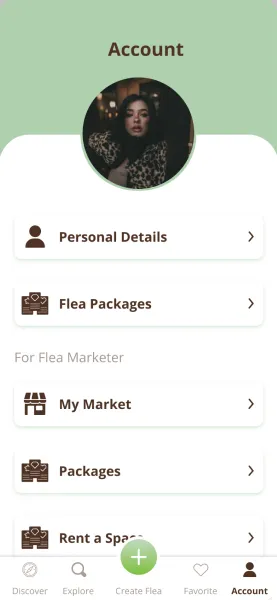 Account
Personal Details
Flea Packages
For Flea Marketer
My Market
Packages
Rent a Space
Discover
Explore
Create Flea
Favorite
Account